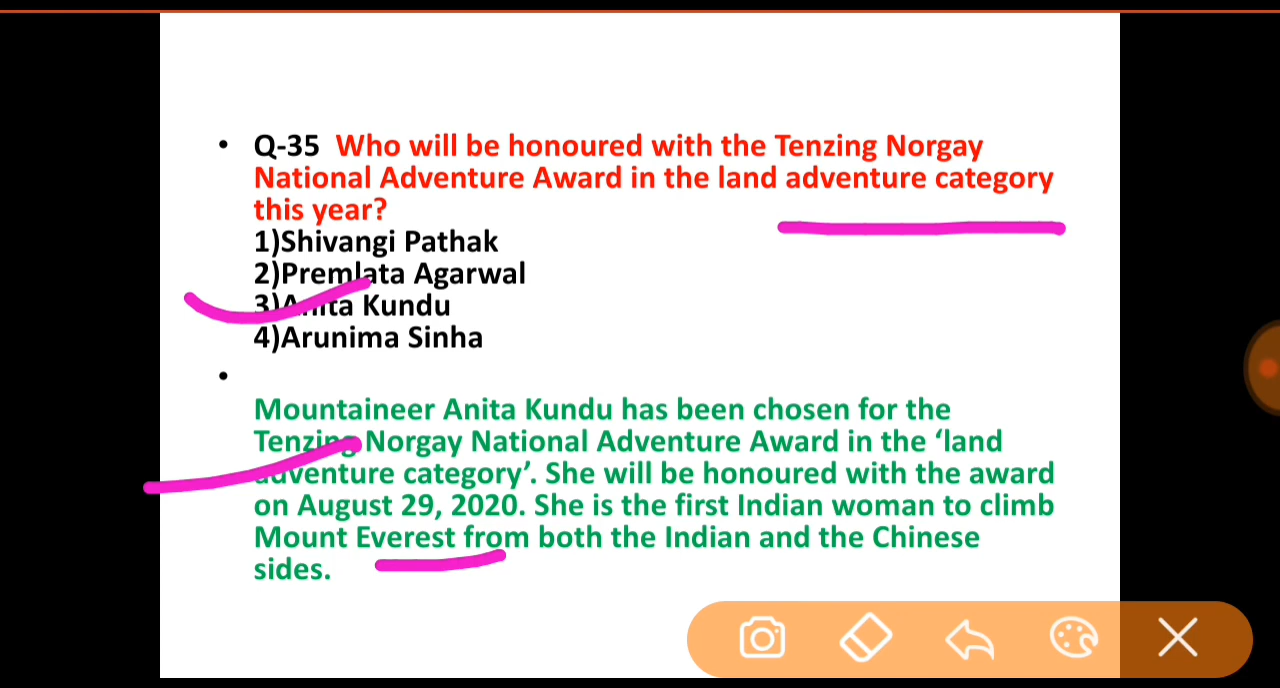 • Q-35 Who will be honoured with the Tenzing Norgay
National Adventure Award in the land adventure category
this year?
1)Shivangi Pathak
2)Premlata Agarwal
3)Anita Kundu
4)Arunima Sinha
•
Mountaineer Anita Kundu has been chosen for the
Tenzing Norgay National Adventure Award in the ‘land
adventure category’. She will be honoured with the award
on August 29, 2020. She is the first Indian woman to climb
Mount Everest from both the Indian and the Chinese
sides.